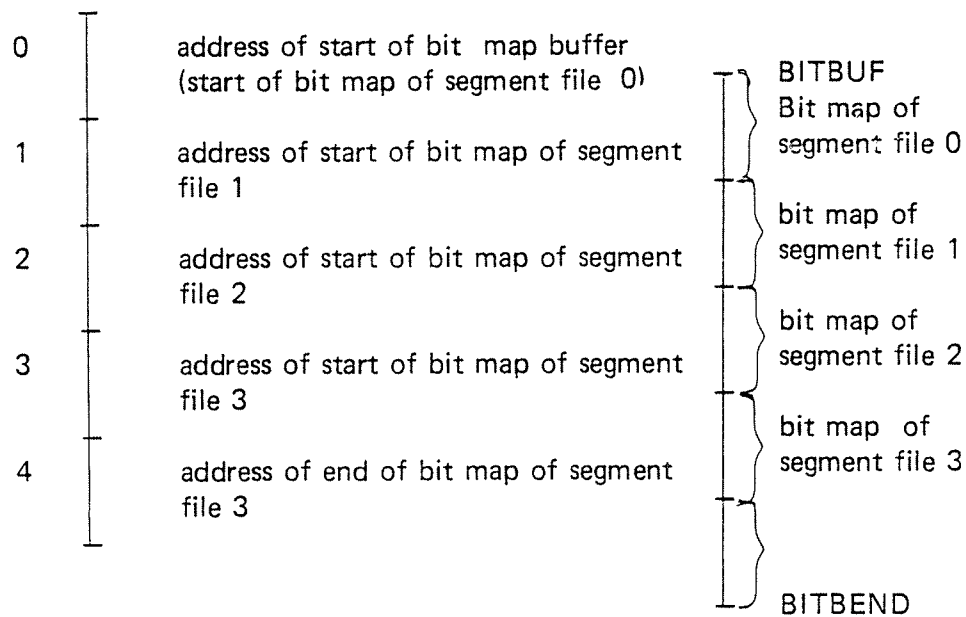 0 address of start of bit map buffer
(start of bit map of segment file 0)
1 address of start of bit map of segment
file 1
2 address of start of bit map of segment
file 2
3 address of start of bit map of segment
file 3
4 address of end of bit map of segment
file 3
BITBUF
Bit map of
segment file 0
bit map of
segment file 1
bit map of
segment file 2
bit map of
segment file 3
BITBEND